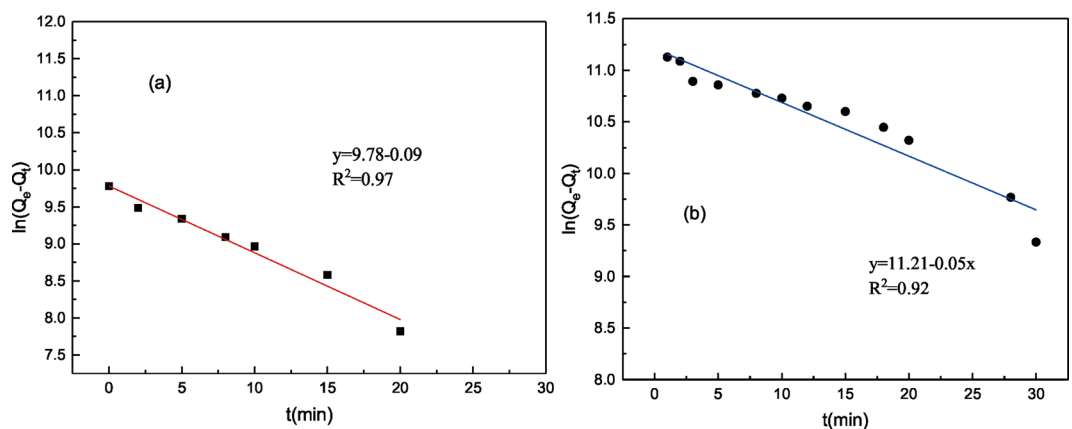 12.0
11.5
11.0
10.5
10.0
9.5
9.0
8.5
8.0
7.5
ln(Qe-Qt)
(a)
y=9.78-0.09
R²=0.97
0 5 10 15 20 25 30
t(min)
11.5
11.0
10.5
10.0
9.5
9.0
8.5
8.0
ln(Qe-Qt)
(b)
y=11.21-0.05x
R²=0.92
0 5 10 15 20 25 30
t(min)